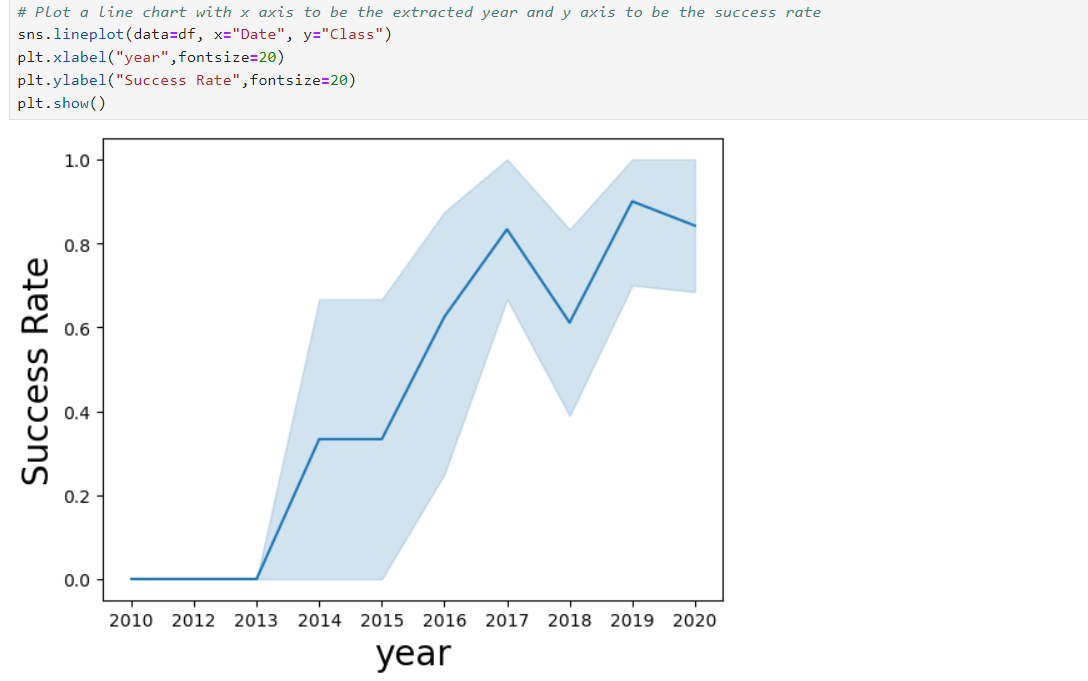 # Plot a line chart with x axis to be the extracted year and y axis to be the success rate
sns.lineplot(data=df, x="Date", y="Class")
plt.xlabel("year",fontsize=20)
plt.ylabel("Success Rate",fontsize=20)
plt.show()
1.0
0.8
0.6
0.4
0.2
0.0
Success Rate
2010 2012 2013 2014 2015 2016 2017 2018 2019 2020
year